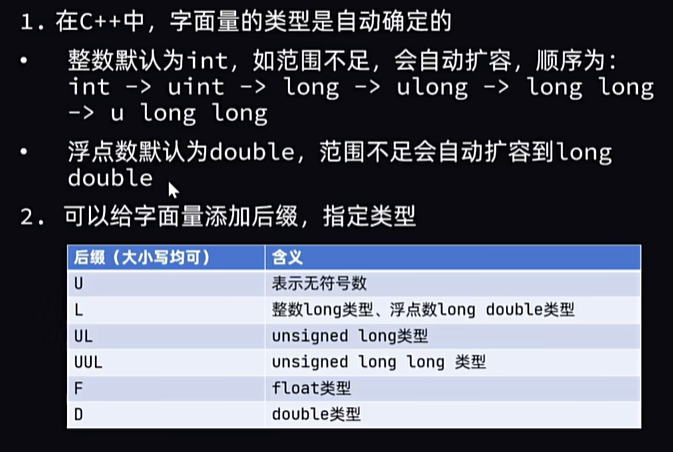 1. 在C++中，字面量的类型是自动确定的
• 整数默认为int，如范围不足，会自动扩容，顺序为：
int -> uint -> long -> ulong -> long long
-> u long long
• 浮点数默认为double，范围不足会自动扩容到long
double
2. 可以给字面量添加后缀，指定类型
后缀（大小写均可） 含义
U 表示无符号数
L 整数long类型、浮点数long double类型
UL unsigned long类型
UUL unsigned long long 类型
F float类型
D double类型